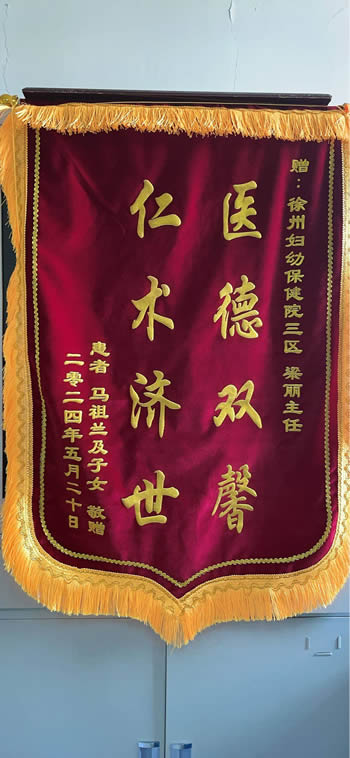 赠：徐州妇幼保健院三区 梁丽主任
医德双馨
仁术济世
患者 马祖兰及子女 敬赠
二零二四年五月二十日